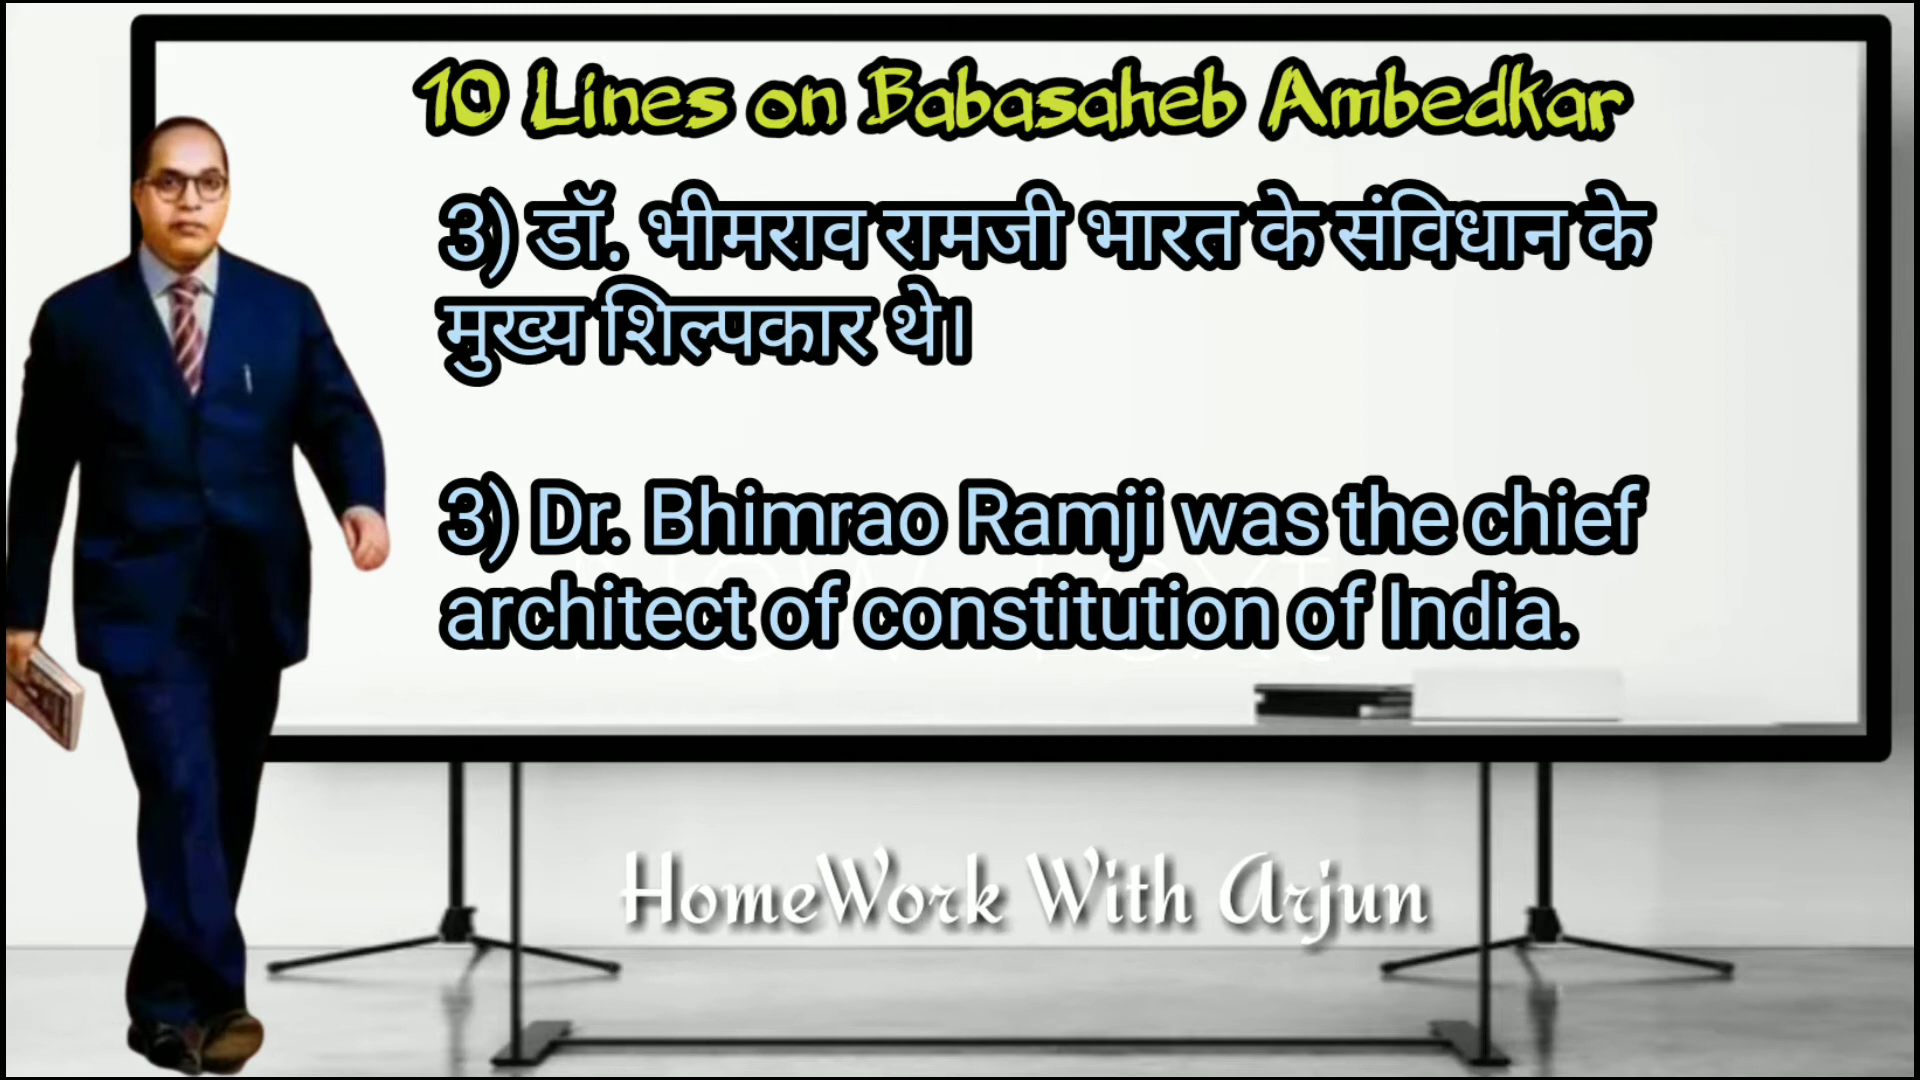 10 Lines on Babasaheb Ambedkar
3) डॉ. भीमराव रामजी भारत के संविधान के
मुख्य शिल्पकार थे।
3) Dr. Bhimrao Ramji was the chief
architect of constitution of India.
HomeWork With Arjun